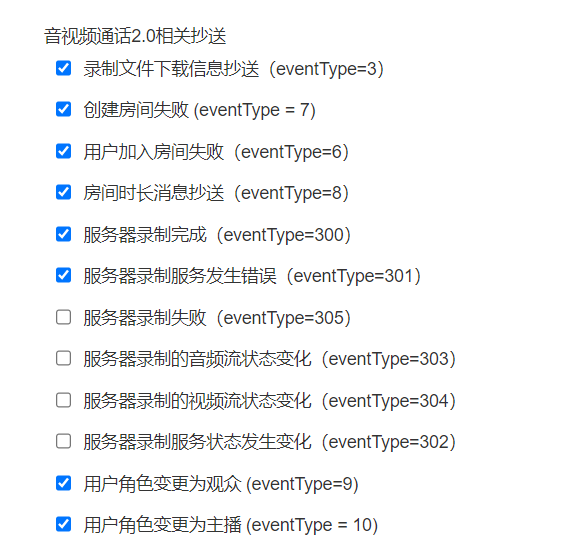 音视频通话2.0相关抄送
录制文件下载信息抄送（eventType=3）
创建房间失败 (eventType = 7)
用户加入房间失败（eventType=6）
房间时长消息抄送（eventType=8）
服务器录制完成（eventType=300）
服务器录制服务发生错误（eventType=301）
服务器录制失败（eventType=305）
服务器录制的音频流状态变化（eventType=303）
服务器录制的视频流状态变化（eventType=304）
服务器录制服务状态发生变化（eventType=302）
用户角色变更为观众 (eventType=9)
用户角色变更为主播 (eventType = 10)